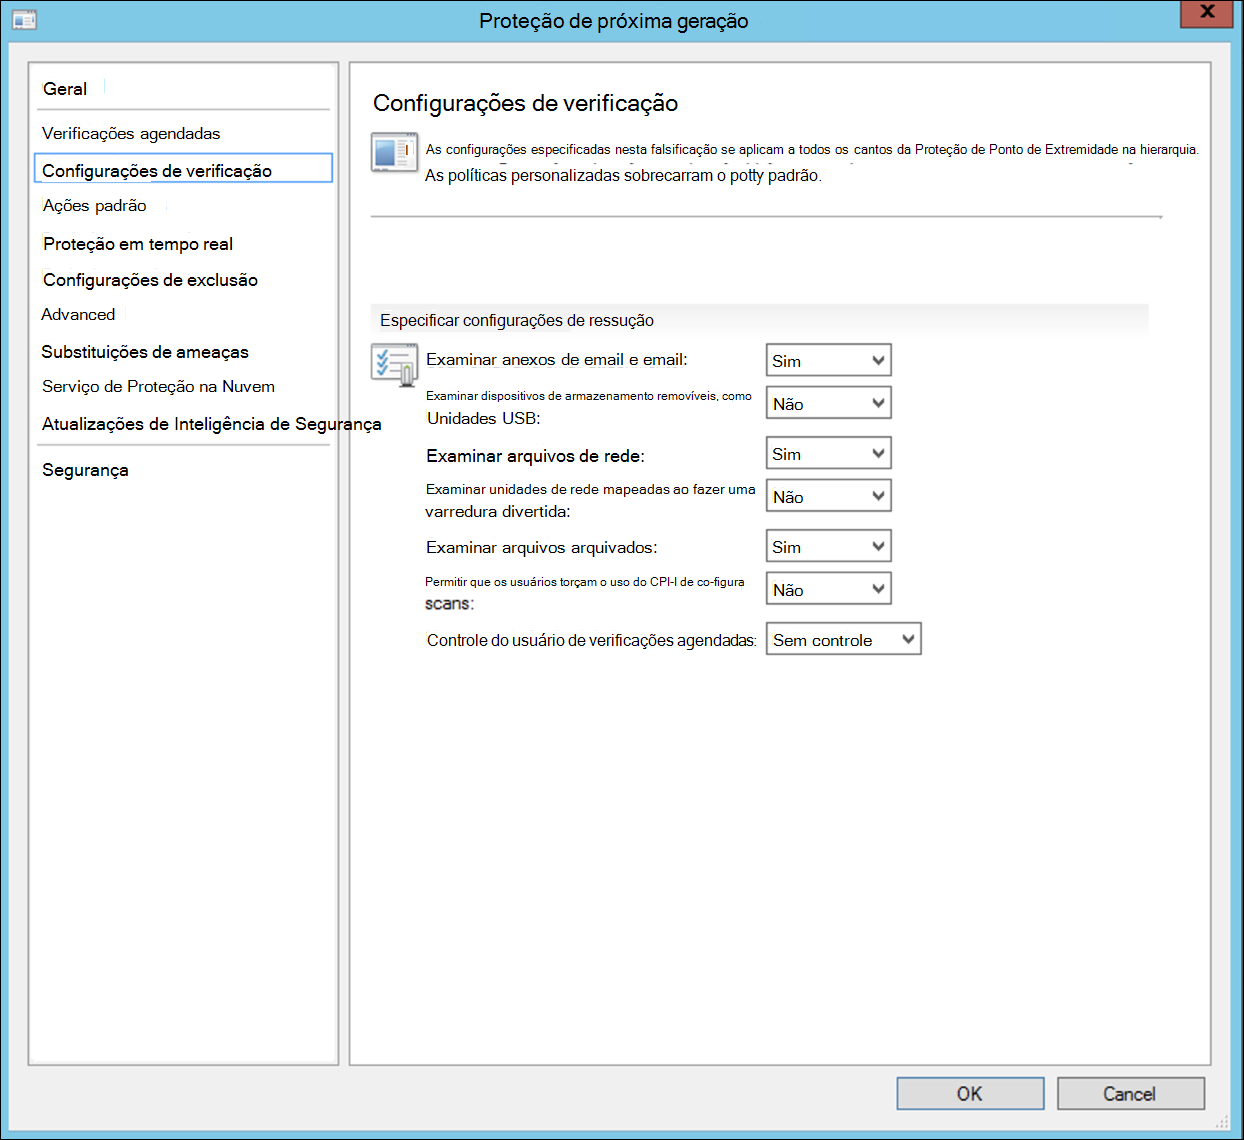 Proteção de próxima geração
X
Geral
Verificações agendadas
Configurações de verificação
Ações padrão
Proteção em tempo real
Configurações de exclusão
Advanced
Substituições de ameaças
Serviço de Proteção na Nuvem
Atualizações de Inteligência de Segurança
Segurança
Configurações de verificação
As configurações especificadas nesta falsificação se aplicam a todos os cantos da Proteção de Ponto de Extremidade na hierarquia.
As políticas personalizadas sobrecarram o potty padrão.
Especificar configurações de ressução
Examinar anexos de email e email: Sim
Examinar dispositivos de armazenamento removíveis, como
Unidades USB: Não
Examinar arquivos de rede: Sim
Examinar unidades de rede mapeadas ao fazer uma
varredura divertida: Não
Examinar arquivos arquivados: Sim
Permitir que os usuários torçam o uso do CPI-I de co-figura
scans: Não
Controle do usuário de verificações agendadas: Sem controle
OK Cancel